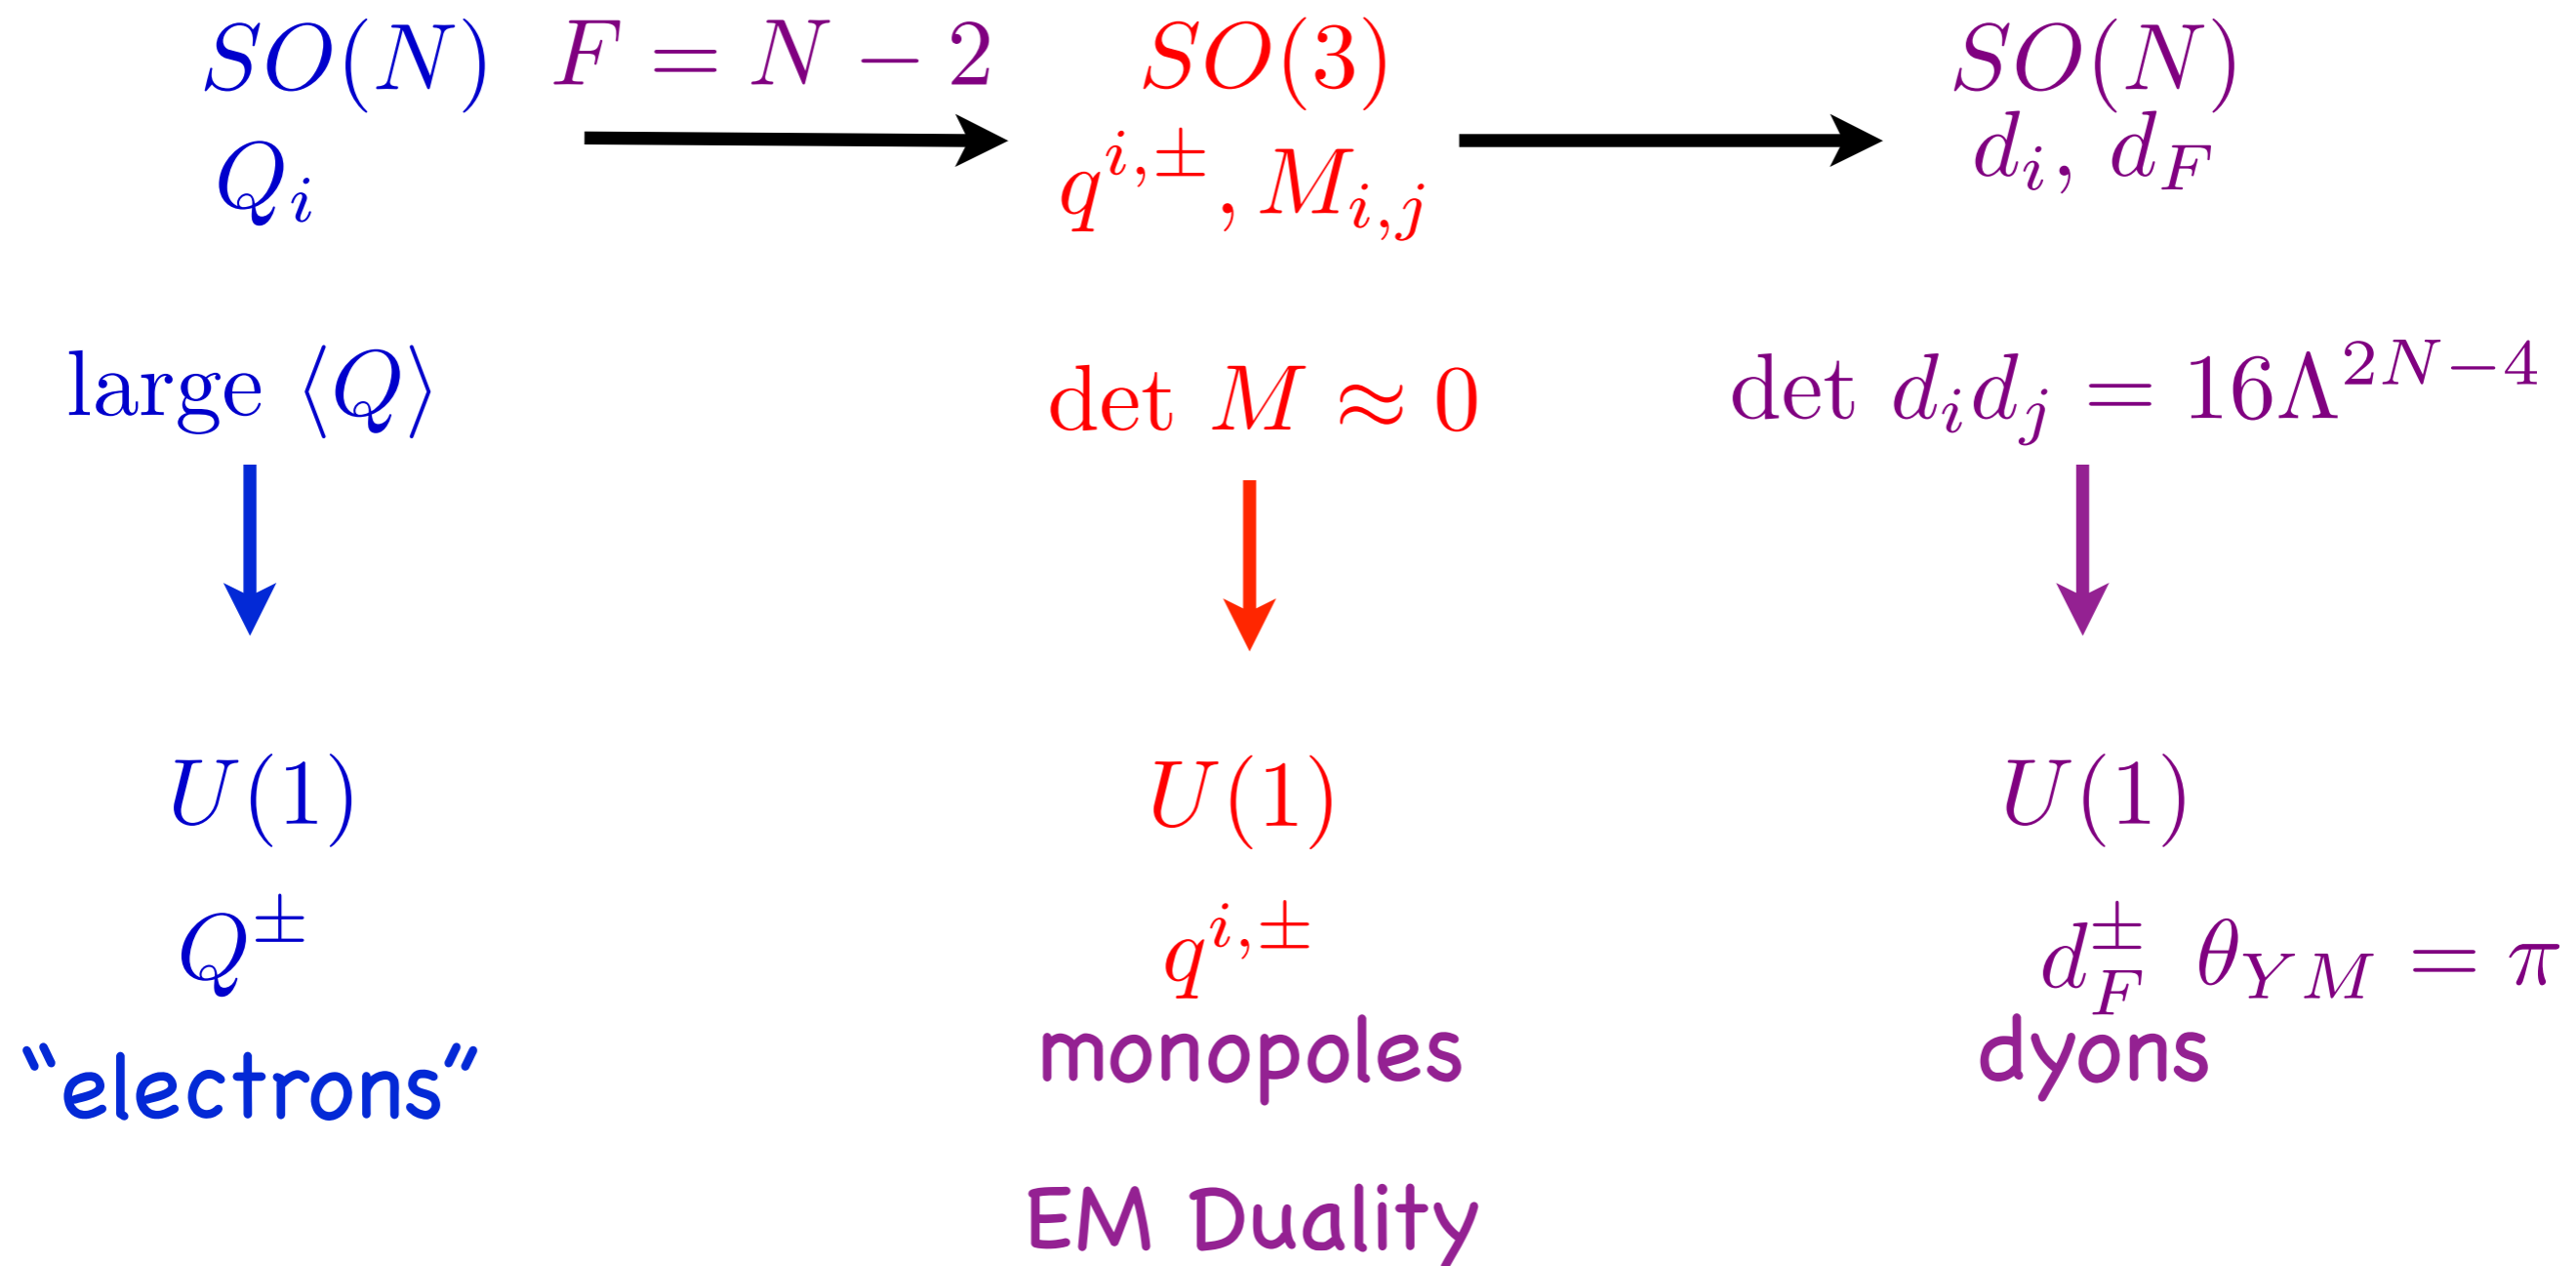 SO(N) F = N − 2 SO(3) SO(N)
Q_i q^{i,±}, M_{i,j} d_i, d_F
large ⟨Q⟩ det M ≈ 0 det d_i d_j = 16Λ^{2N−4}
U(1) U(1) U(1)
Q^± q^{i,±} d_F^± θ_{YM} = π
“electrons” monopoles dyons
EM Duality